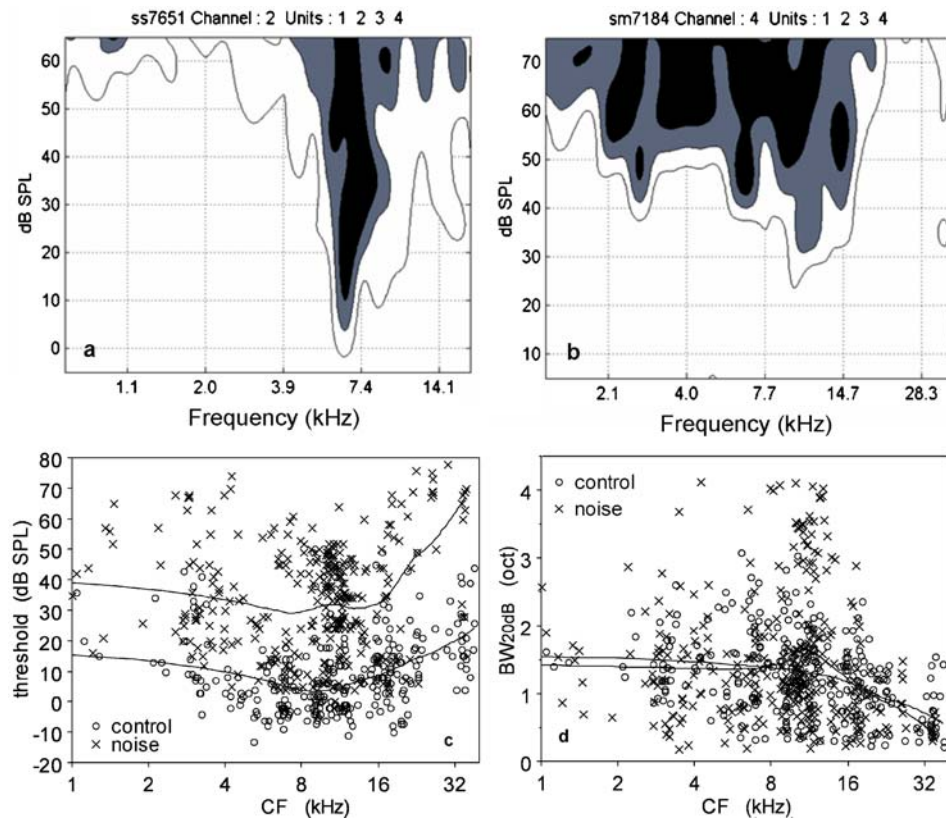 ss7651 Channel : 2 Units : 1 2 3 4
60
50
40
30
20
10
0
dB SPL
a
1.1 2.0 3.9 7.4 14.1
Frequency (kHz)
sm7184 Channel : 4 Units : 1 2 3 4
70
60
50
40
30
20
10
dB SPL
b
2.1 4.0 7.7 14.7 28.3
Frequency (kHz)
80
70
60
50
40
30
20
10
0
-10
-20
threshold (dB SPL)
control
noise
c
1 2 4 8 16 32
CF (kHz)
4
3
2
1
0
BW20dB (oct)
control
noise
d
1 2 4 8 16 32
CF (kHz)